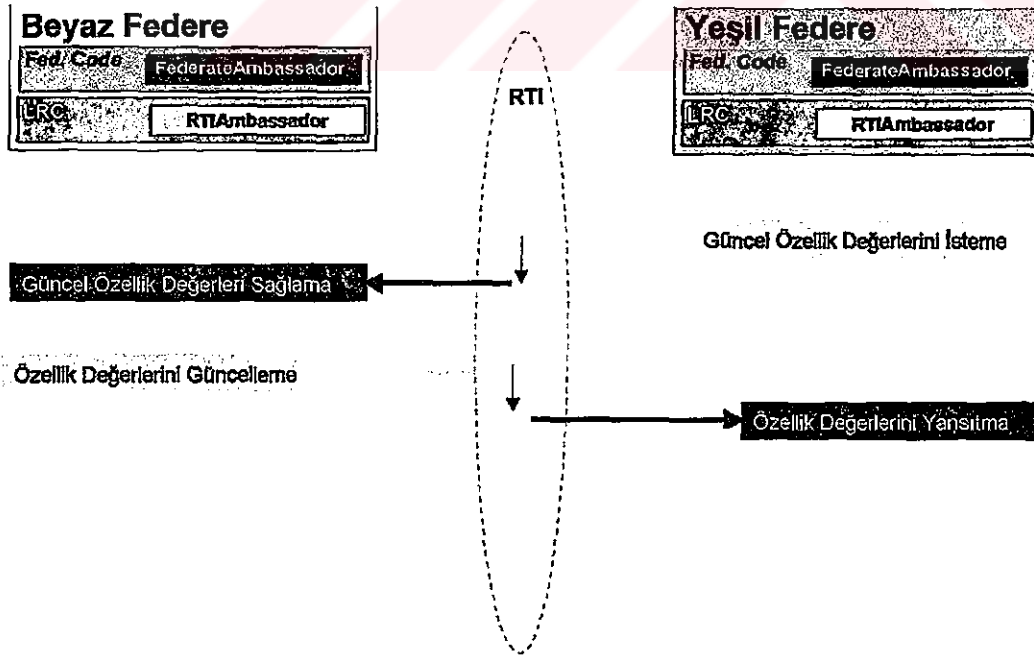 Beyaz Federe
Fed. Code
FederateAmbassador
LRC
RTIAmbassador
RTI
Yeşil Federe
Fed. Code
FederateAmbassador
LRC
RTIAmbassador
Güncel Özellik Değerlerini İsteme
Güncel Özellik Değerleri Sağlama
Özellik Değerlerini Güncelleme
Özellik Değerlerini Yansıtma